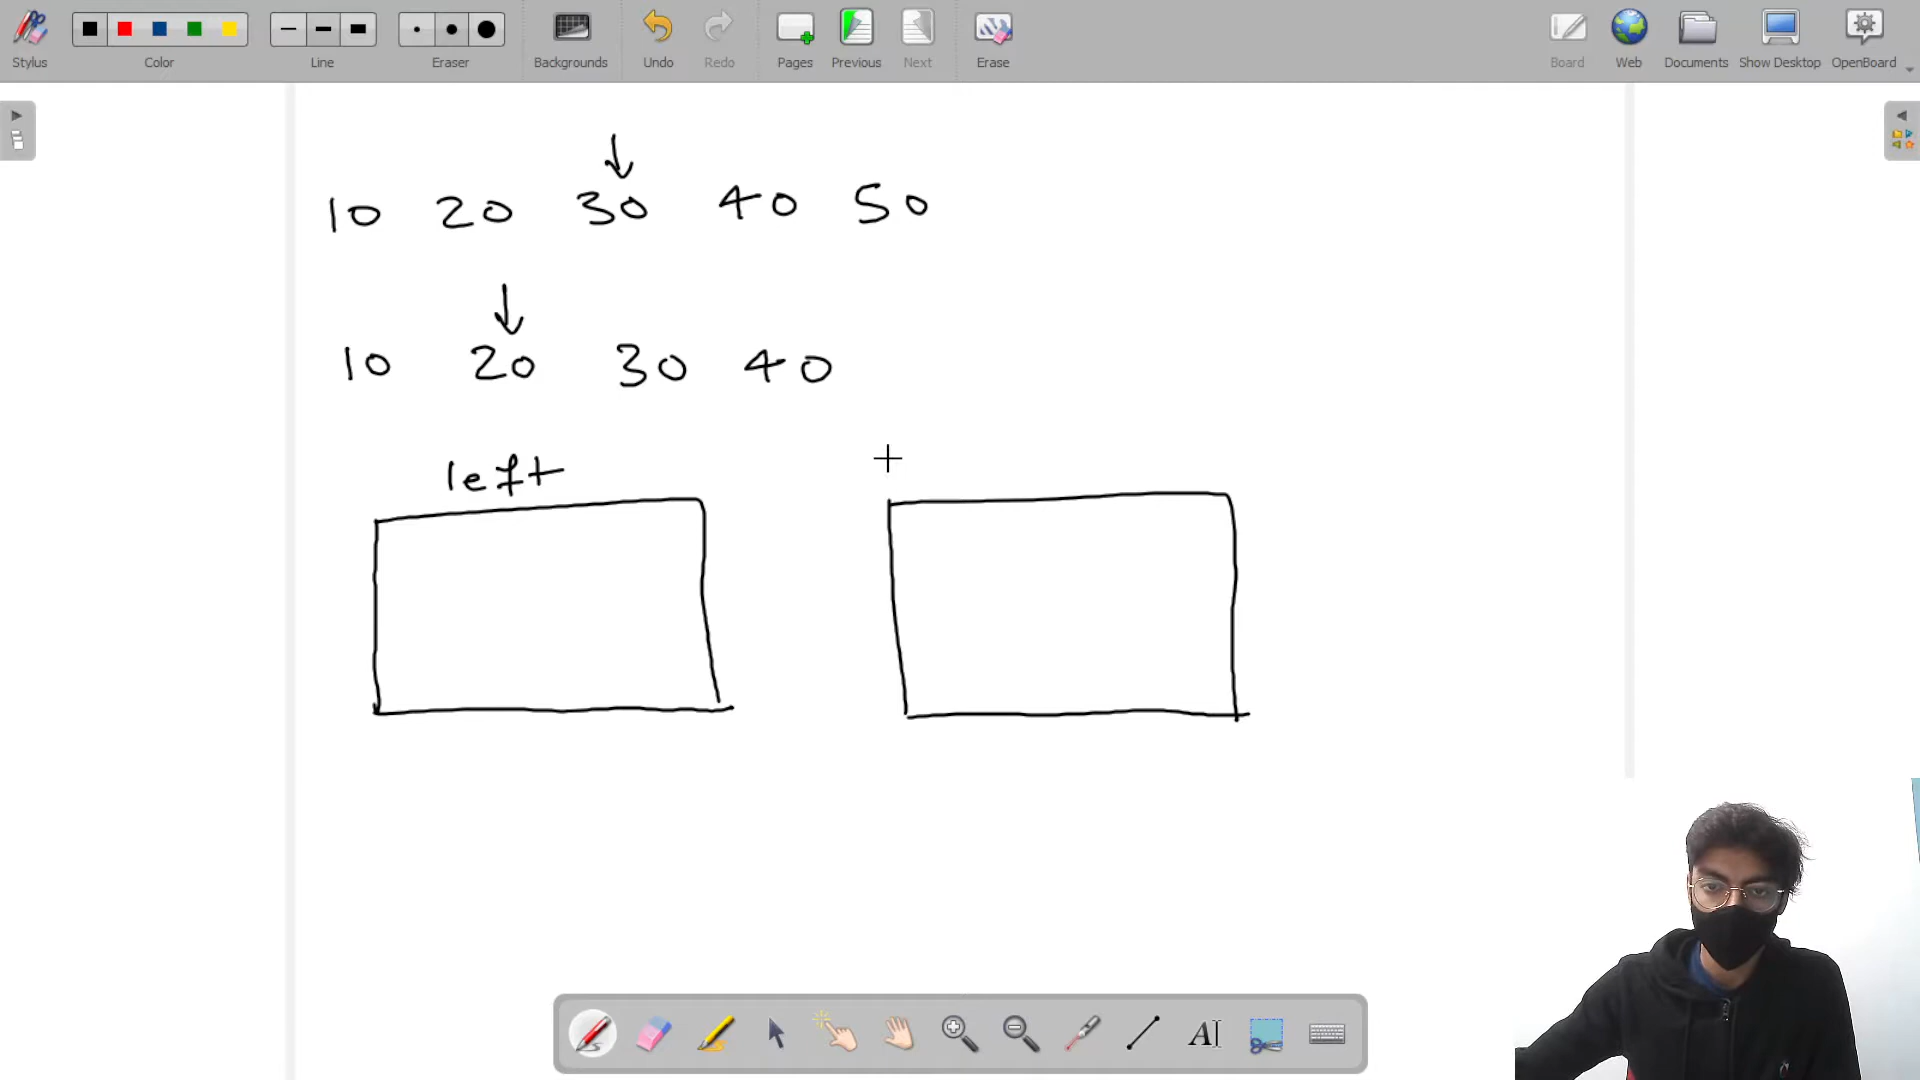 Stylus Color Line Eraser Backgrounds Undo Redo Pages Previous Next Erase Board Web Documents Show Desktop OpenBoard
10 20 30 40 50
10 20 30 40
left